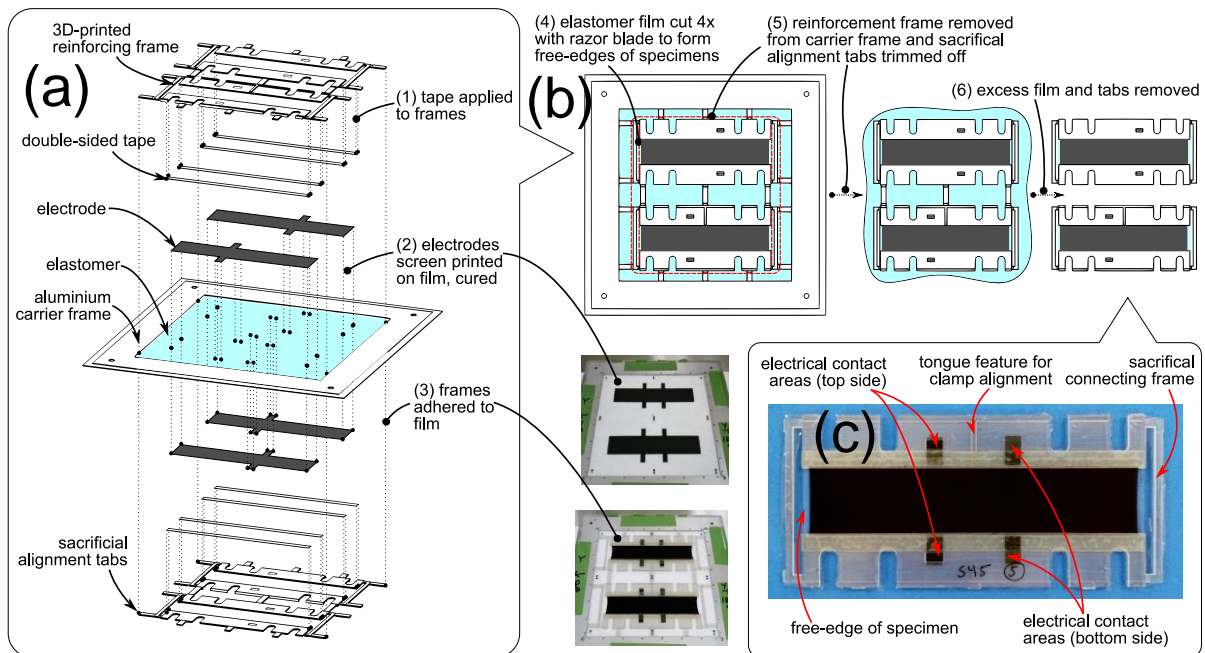 (a)
3D-printed
reinforcing frame
(1) tape applied
to frames
double-sided tape
electrode
(2) electrodes
screen printed
on film, cured
elastomer
aluminium
carrier frame
(3) frames
adhered to
film
sacrificial
alignment tabs
(b)
(4) elastomer film cut 4x
with razor blade to form
free-edges of specimens
(5) reinforcement frame removed
from carrier frame and sacrifical
alignment tabs trimmed off
(6) excess film and tabs removed
(c)
electrical contact
areas (top side)
tongue feature for
clamp alignment
sacrifical
connecting frame
S45 5
free-edge of specimen
electrical contact
areas (bottom side)